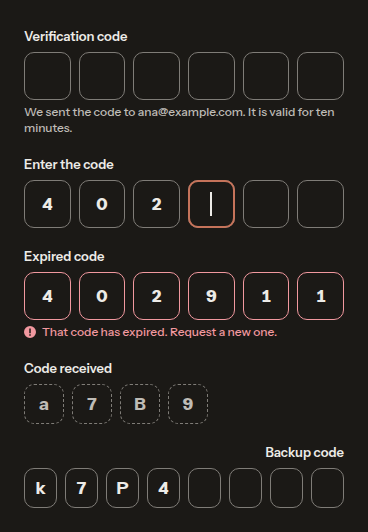 Verification code
We sent the code to ana@example.com. It is valid for ten
minutes.
Enter the code
4 0 2
Expired code
4 0 2 9 1 1
That code has expired. Request a new one.
Code received
a 7 B 9
Backup code
k 7 P 4